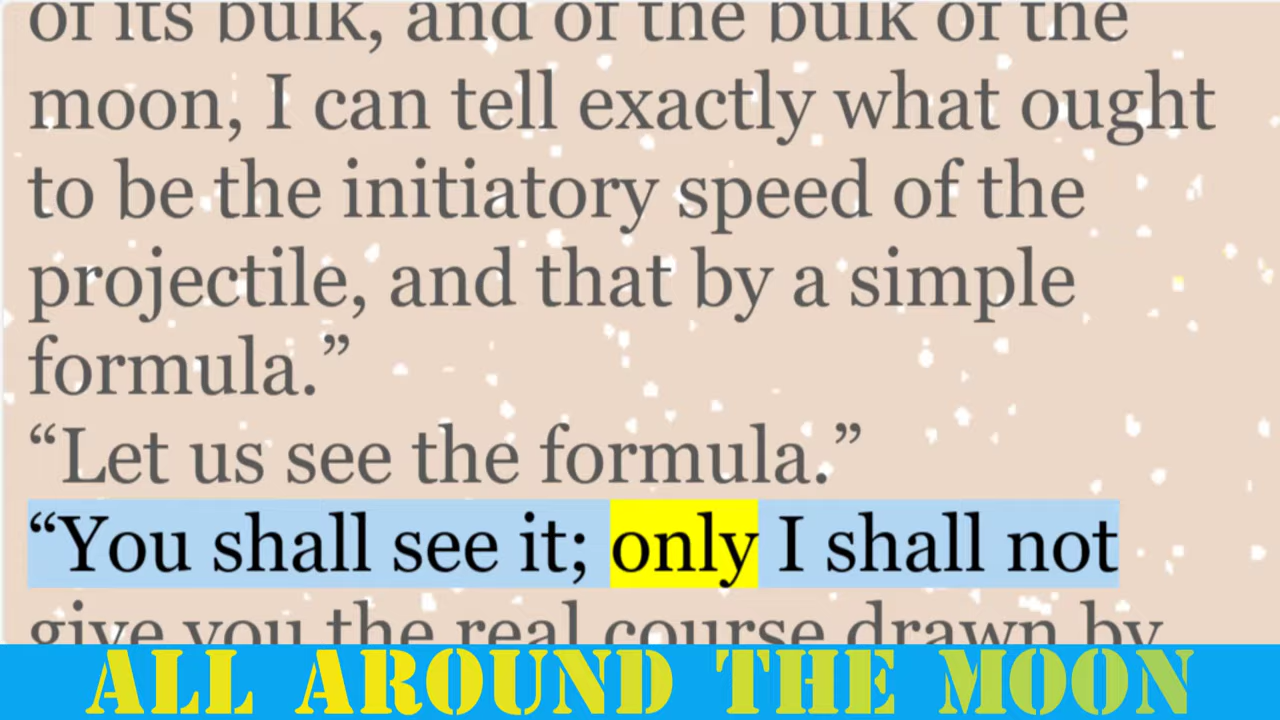 of its bulk, and of the bulk of the
moon, I can tell exactly what ought
to be the initiatory speed of the
projectile, and that by a simple
formula.”
“Let us see the formula.”
“You shall see it; only I shall not
give you the real course drawn by
ALL AROUND THE MOON